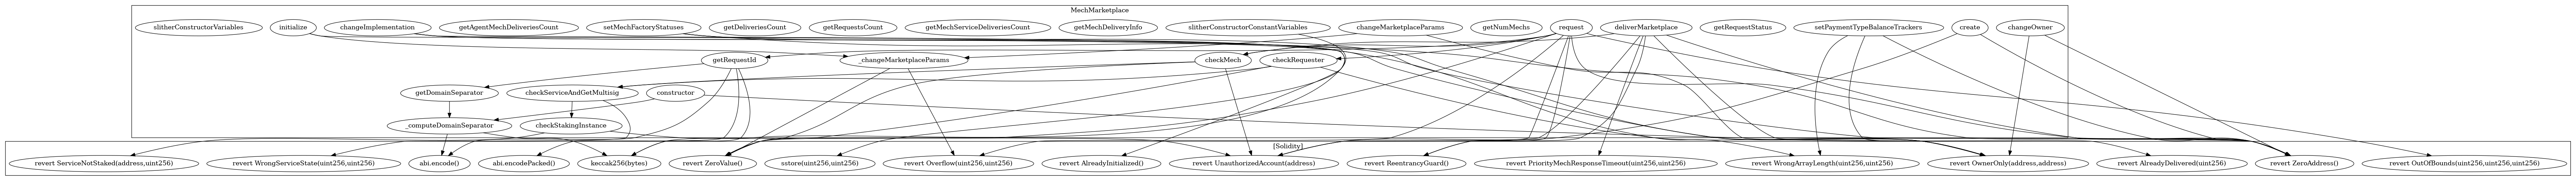 MechMarketplace
slitherConstructorVariables
initialize
changeImplementation
getAgentMechDeliveriesCount
setMechFactoryStatuses
getDeliveriesCount
getRequestsCount
getMechServiceDeliveriesCount
getMechDeliveryInfo
slitherConstructorConstantVariables
changeMarketplaceParams
getNumMechs
request
deliverMarketplace
getRequestStatus
setPaymentTypeBalanceTrackers
create
changeOwner
getRequestId
_changeMarketplaceParams
checkMech
checkRequester
getDomainSeparator
checkServiceAndGetMultisig
constructor
_computeDomainSeparator
checkStakingInstance
[Solidity]
revert ServiceNotStaked(address,uint256)
revert WrongServiceState(uint256,uint256)
abi.encode()
abi.encodePacked()
keccak256(bytes)
revert ZeroValue()
sstore(uint256,uint256)
revert Overflow(uint256,uint256)
revert AlreadyInitialized()
revert UnauthorizedAccount(address)
revert ReentrancyGuard()
revert PriorityMechResponseTimeout(uint256,uint256)
revert WrongArrayLength(uint256,uint256)
revert OwnerOnly(address,address)
revert AlreadyDelivered(uint256)
revert ZeroAddress()
revert OutOfBounds(uint256,uint256,uint256)